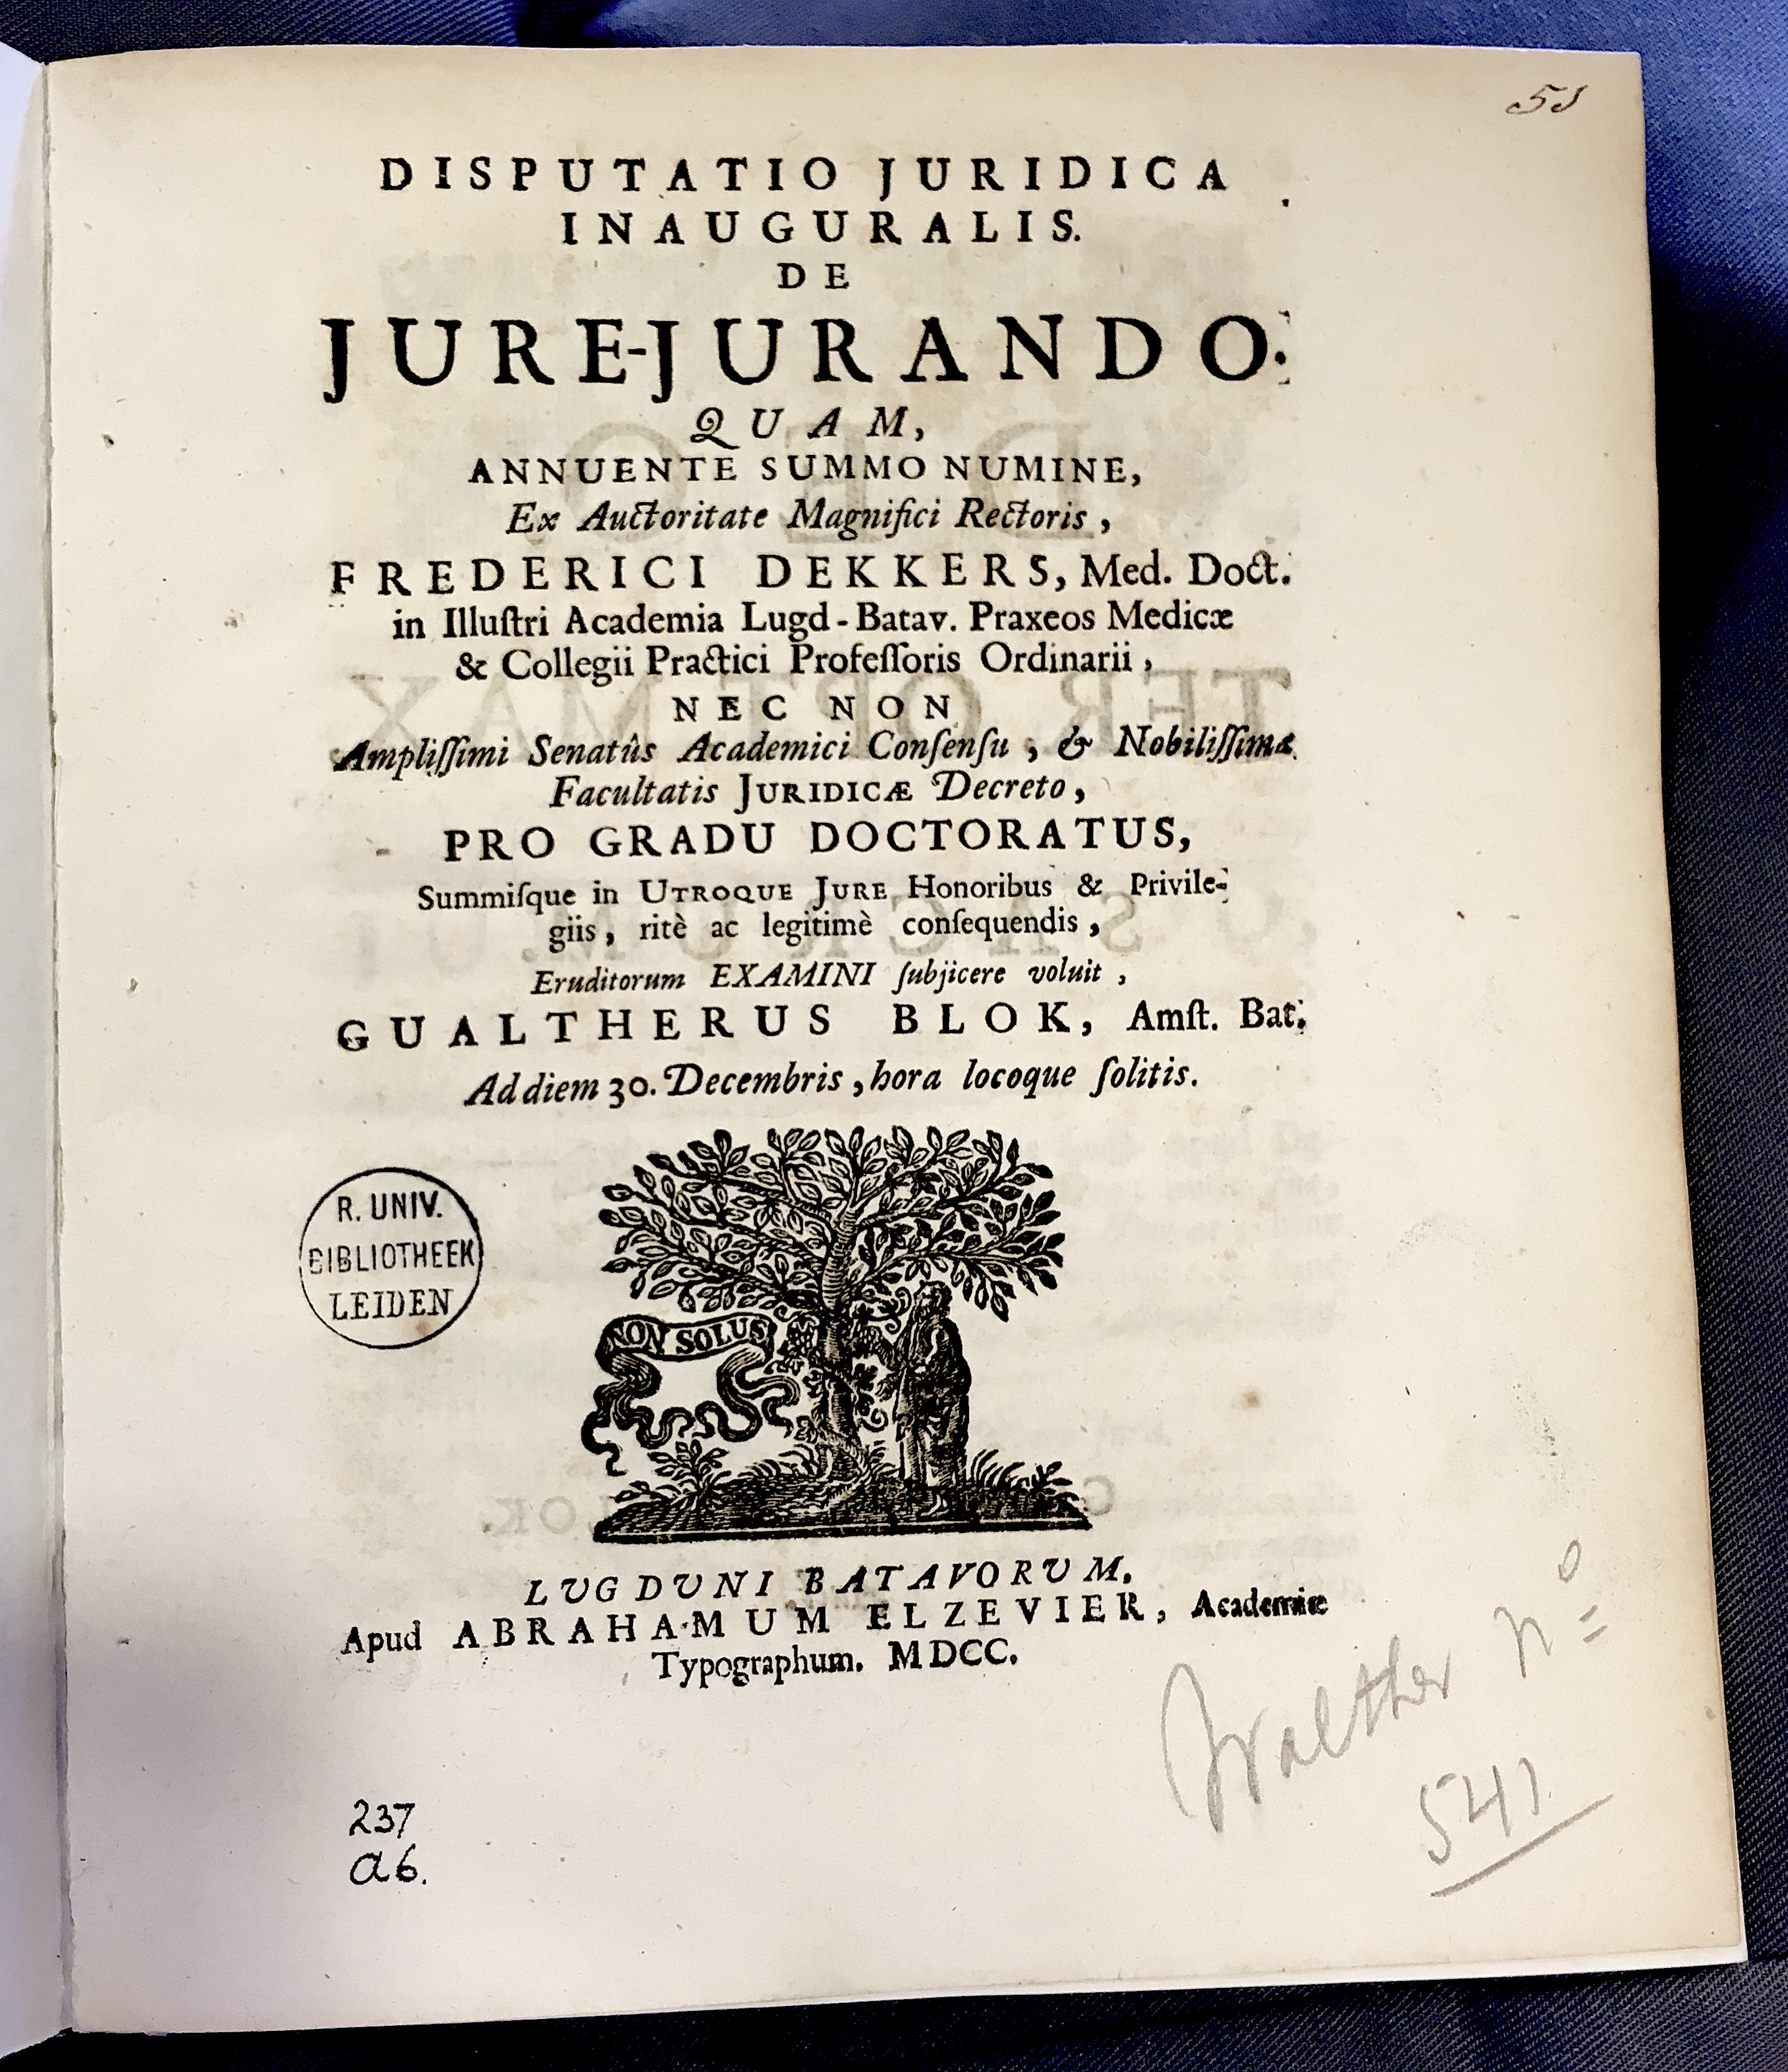 51
DISPUTATIO JURIDICA
INAUGURALIS.
DE
JURE-JURANDO.
QUAM,
ANNUENTE SUMMO NUMINE,
Ex Auctoritate Magnifici Rectoris,
FREDERICI DEKKERS, Med. Doct.
in Illuſtri Academia Lugd-Batav. Praxeos Medicæ
& Collegii Practici Profeſſoris Ordinarii,
NEC NON
Ampliſſimi Senatûs Academici Conſenſu, & Nobiliſſimæ
Facultatis JURIDICÆ Decreto,
PRO GRADU DOCTORATUS,
Summiſque in UTROQUE JURE Honoribus & Privile-
giis, ritè ac legitimè conſequendis,
Eruditorum EXAMINI ſubjicere voluit,
GUALTHERUS BLOK, Amſt. Bat.
Ad diem 30. Decembris, hora locoque ſolitis.
R. UNIV.
BIBLIOTHEEK
LEIDEN
NON SOLUS
LUGDUNI BATAVORUM.
Apud ABRAHAMUM ELZEVIER, Academiæ
Typographum. MDCC.
Walther no
541
237
a6.